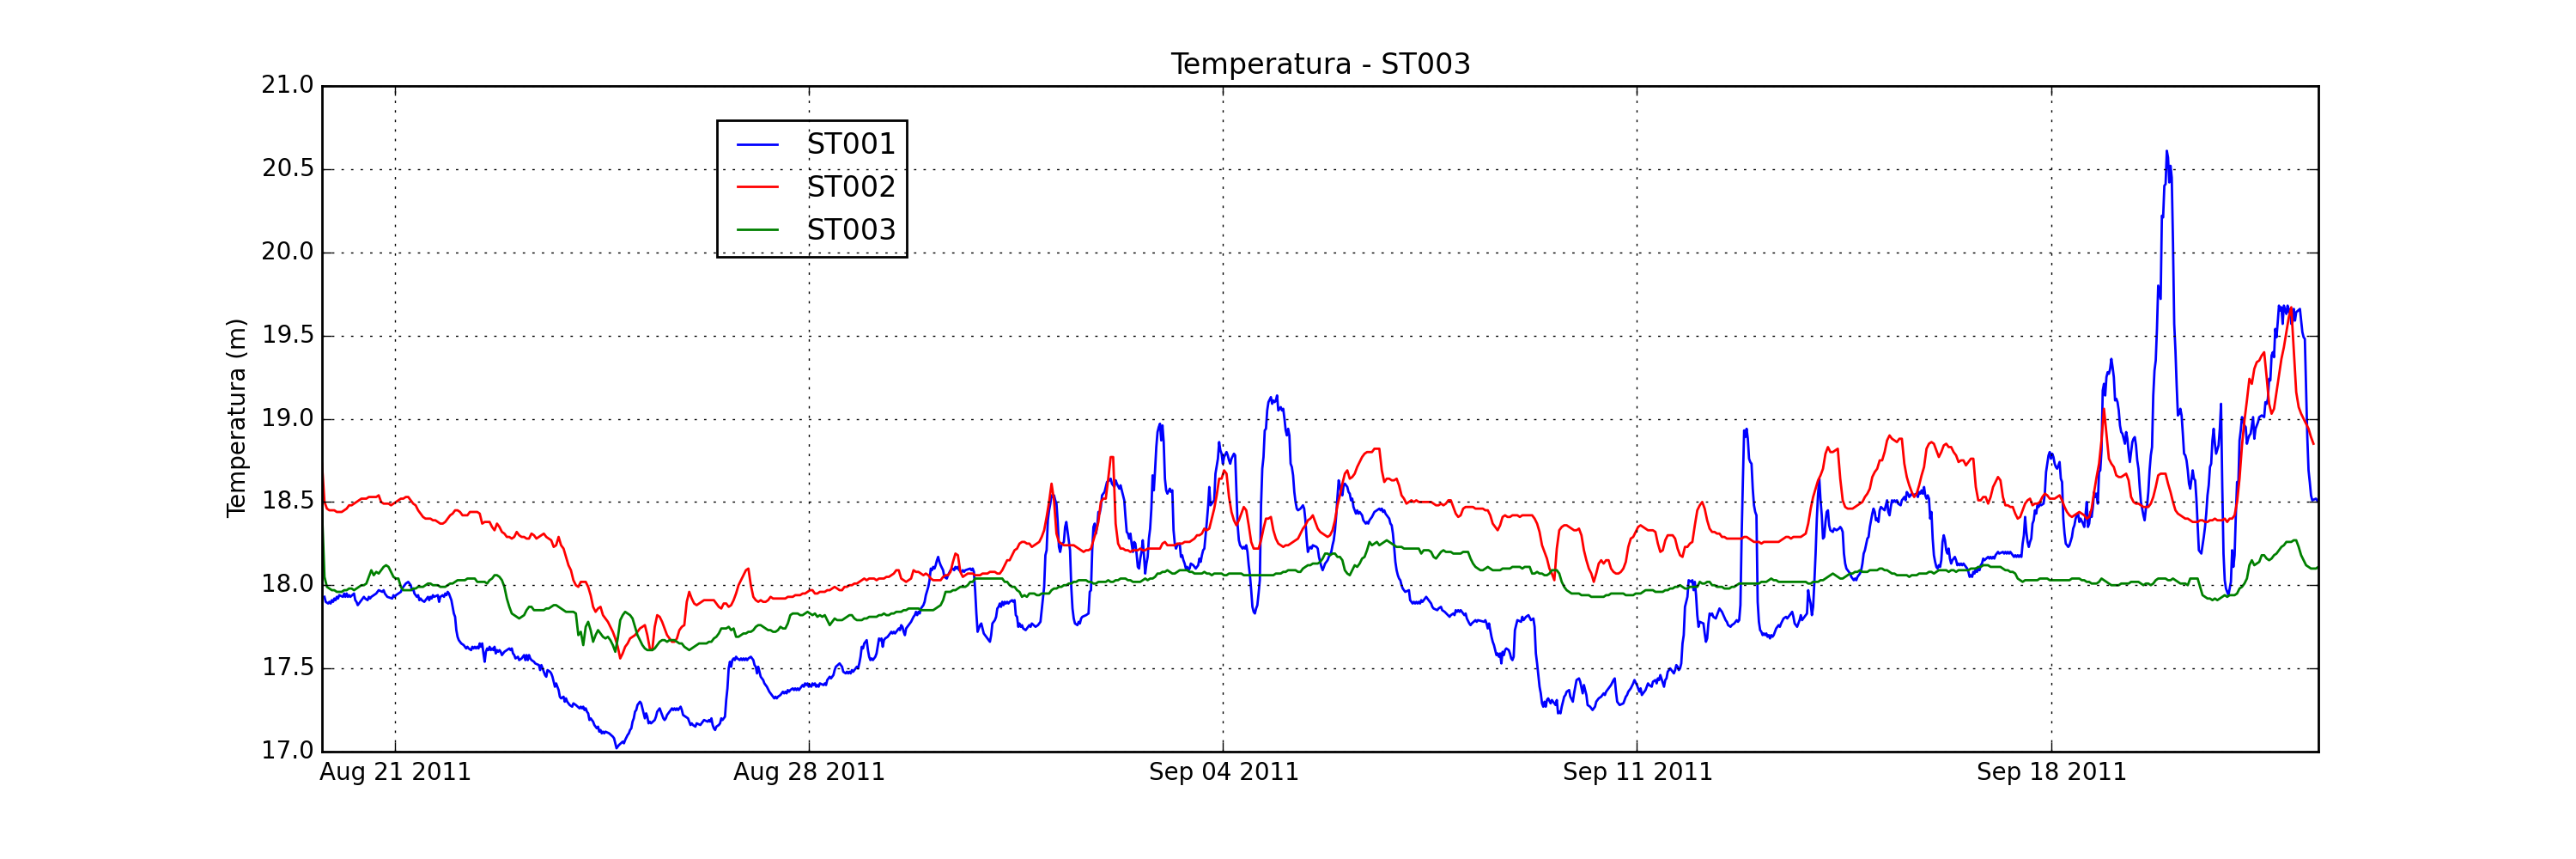 Temperatura - ST003
21.0
20.5
20.0
19.5
19.0
18.5
18.0
17.5
17.0
Temperatura (m)
ST001
ST002
ST003
Aug 21 2011
Aug 28 2011
Sep 04 2011
Sep 11 2011
Sep 18 2011